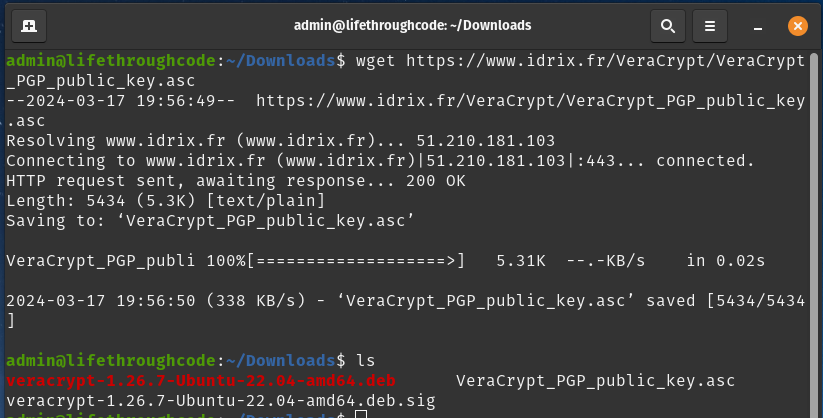 admin@lifethroughcode: ~/Downloads
admin@lifethroughcode:~/Downloads$ wget https://www.idrix.fr/VeraCrypt/VeraCrypt
_PGP_public_key.asc
--2024-03-17 19:56:49--  https://www.idrix.fr/VeraCrypt/VeraCrypt_PGP_public_key
.asc
Resolving www.idrix.fr (www.idrix.fr)... 51.210.181.103
Connecting to www.idrix.fr (www.idrix.fr)|51.210.181.103|:443... connected.
HTTP request sent, awaiting response... 200 OK
Length: 5434 (5.3K) [text/plain]
Saving to: ‘VeraCrypt_PGP_public_key.asc’
VeraCrypt_PGP_publi 100%[===================>]   5.31K  --.-KB/s    in 0.02s
2024-03-17 19:56:50 (338 KB/s) - ‘VeraCrypt_PGP_public_key.asc’ saved [5434/5434
]
admin@lifethroughcode:~/Downloads$ ls
veracrypt-1.26.7-Ubuntu-22.04-amd64.deb      VeraCrypt_PGP_public_key.asc
veracrypt-1.26.7-Ubuntu-22.04-amd64.deb.sig
admin@lifethroughcode:~/Downloads$